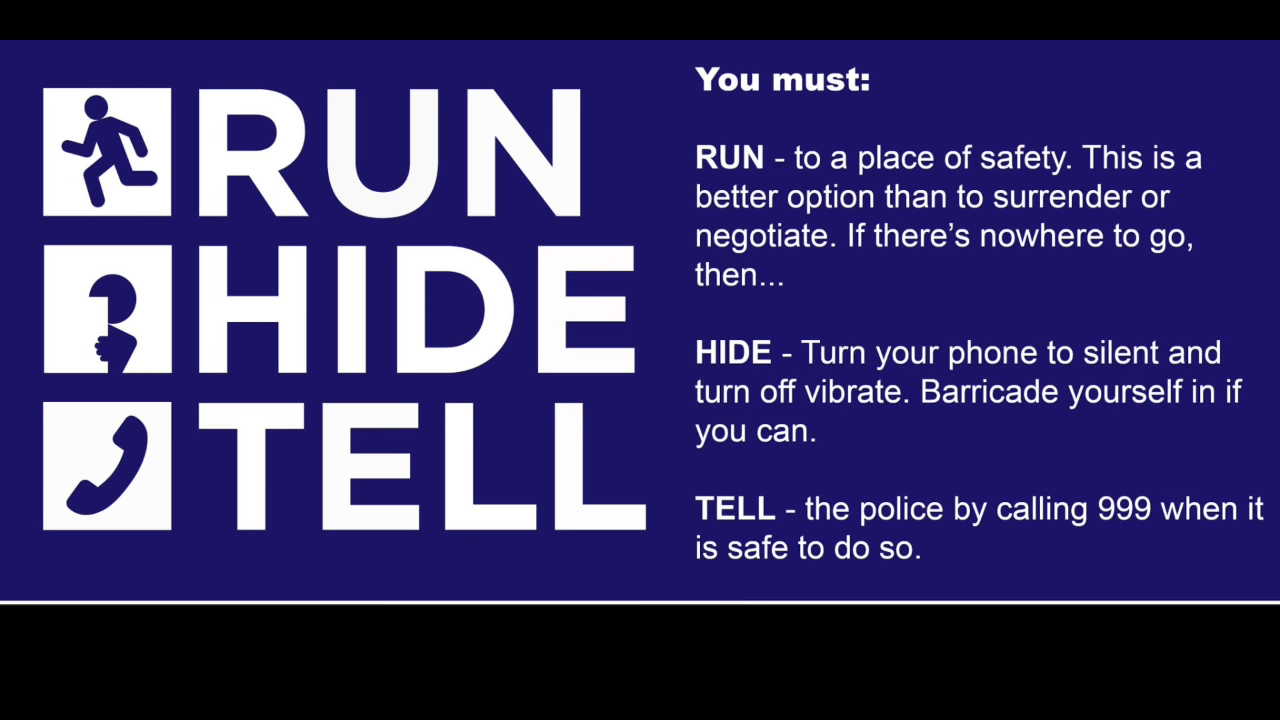 RUN
HIDE
TELL
You must:
RUN - to a place of safety. This is a
better option than to surrender or
negotiate. If there’s nowhere to go,
then...
HIDE - Turn your phone to silent and
turn off vibrate. Barricade yourself in if
you can.
TELL - the police by calling 999 when it
is safe to do so.